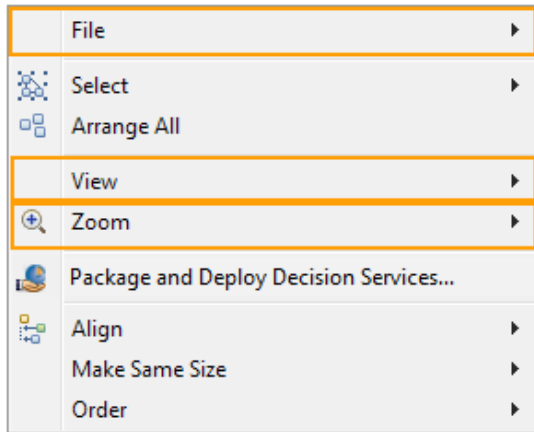 File
Select
Arrange All
View
Zoom
Package and Deploy Decision Services...
Align
Make Same Size
Order